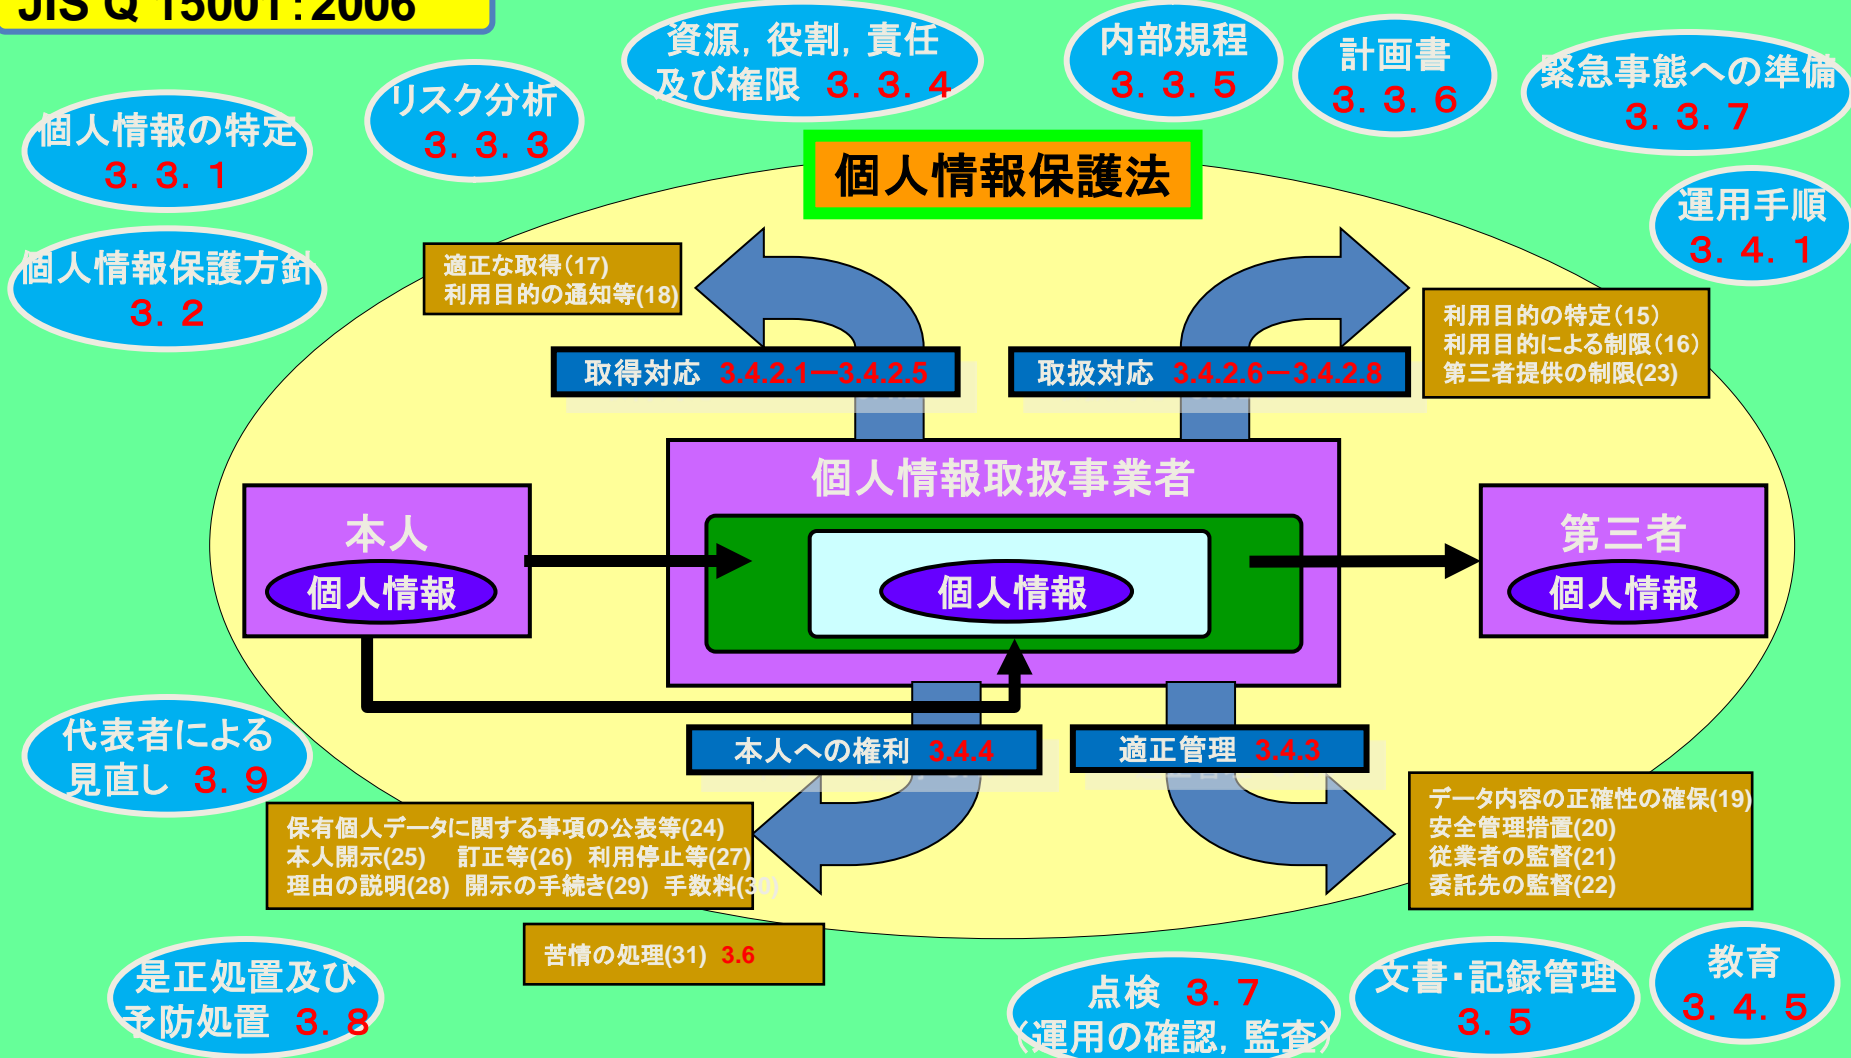 JIS Q 15001:2006
資源，役割，責任
及び権限　３．３．４
内部規程
３．３．５
計画書
３．３．６
緊急事態への準備
３．３．７
リスク分析
３．３．３
個人情報の特定
３．３．１
個人情報保護法
運用手順
３．４．１
個人情報保護方針
３．２
適正な取得（17）
利用目的の通知等(18)
利用目的の特定（15）
利用目的による制限（16）
第三者提供の制限(23)
取得対応　3.4.2.1－3.4.2.5
取扱対応　3.4.2.6－3.4.2.8
個人情報取扱事業者
本人
個人情報
個人情報
第三者
個人情報
代表者による
見直し　３．９
本人への権利　3.4.4
適正管理　3.4.3
保有個人データに関する事項の公表等(24)
本人開示(25)　訂正等(26)　利用停止等(27)
理由の説明(28)　開示の手続き(29)　手数料(30)
データ内容の正確性の確保(19)
安全管理措置(20)
従業者の監督(21)
委託先の監督(22)
苦情の処理(31)　3.6
是正処置及び
予防処置　３．８
点検　３．７
（運用の確認，監査）
文書・記録管理
３．５
教育
３．４．５